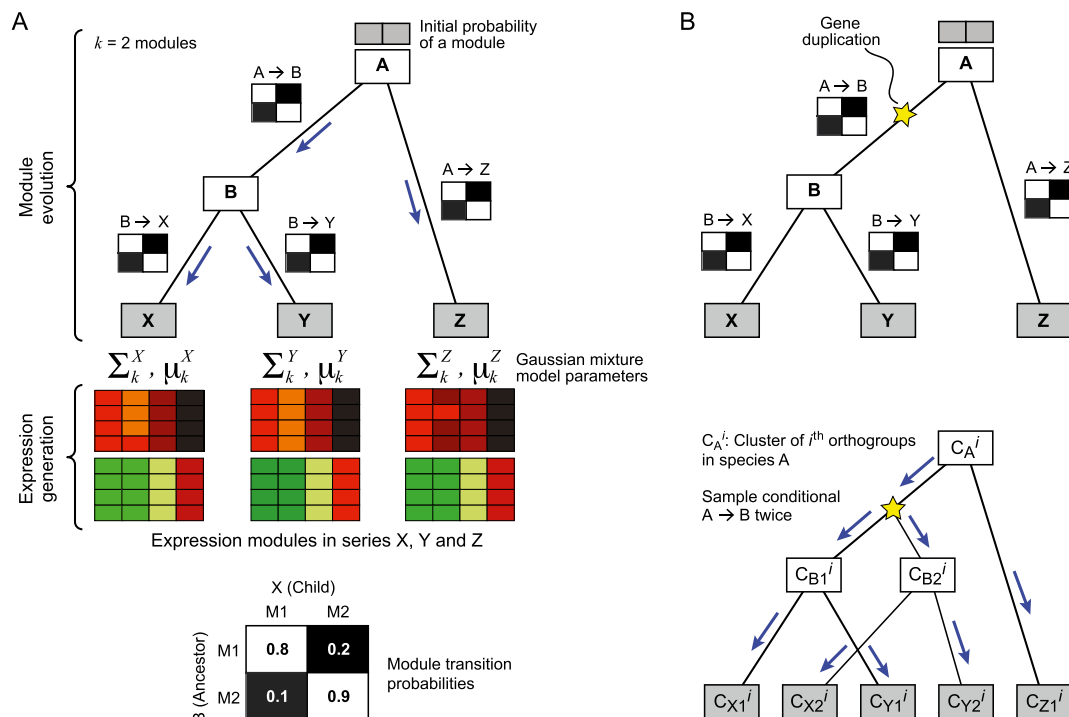 A
k = 2 modules
Initial probability
of a module
A
A → B
B
A → Z
B → X
B → Y
X
Y
Z
Module
evolution
Σ_k^X, μ_k^X
Σ_k^Y, μ_k^Y
Σ_k^Z, μ_k^Z
Gaussian mixture
model parameters
Expression
generation
Expression modules in series X, Y and Z
X (Child)
M1 M2
M1 0.8 0.2
M2 0.1 0.9
B (Ancestor)
Module transition
probabilities
B
Gene
duplication
A
A → B
B
A → Z
B → X
B → Y
X
Y
Z
C_A^i: Cluster of i^th orthogroups
in species A
Sample conditional
A → B twice
C_A^i
C_B1^i
C_B2^i
C_X1^i
C_X2^i
C_Y1^i
C_Y2^i
C_Z1^i